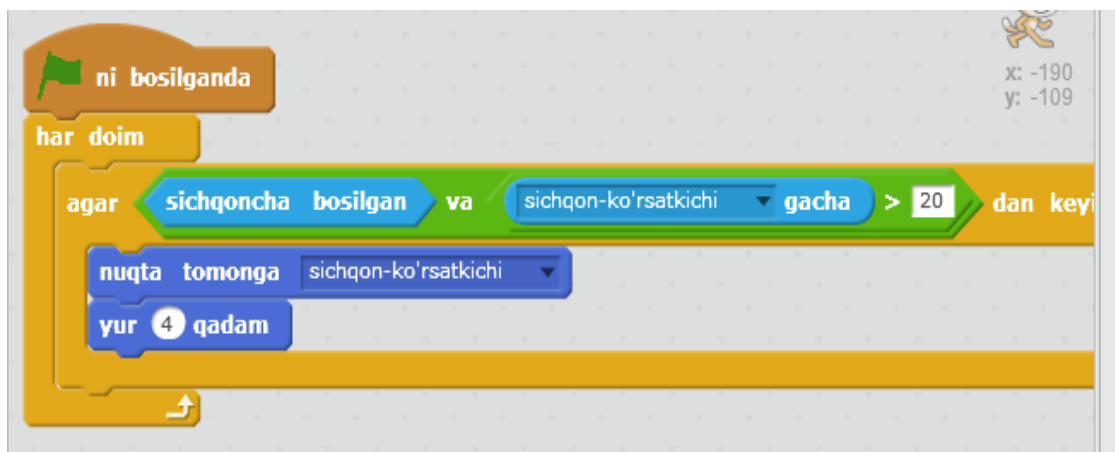 ni bosilganda
x: -190
y: -109
har doim
agar sichqoncha bosilgan va sichqon-ko'rsatkichi gacha > 20 dan keyi
nuqta tomonga sichqon-ko'rsatkichi
yur 4 qadam